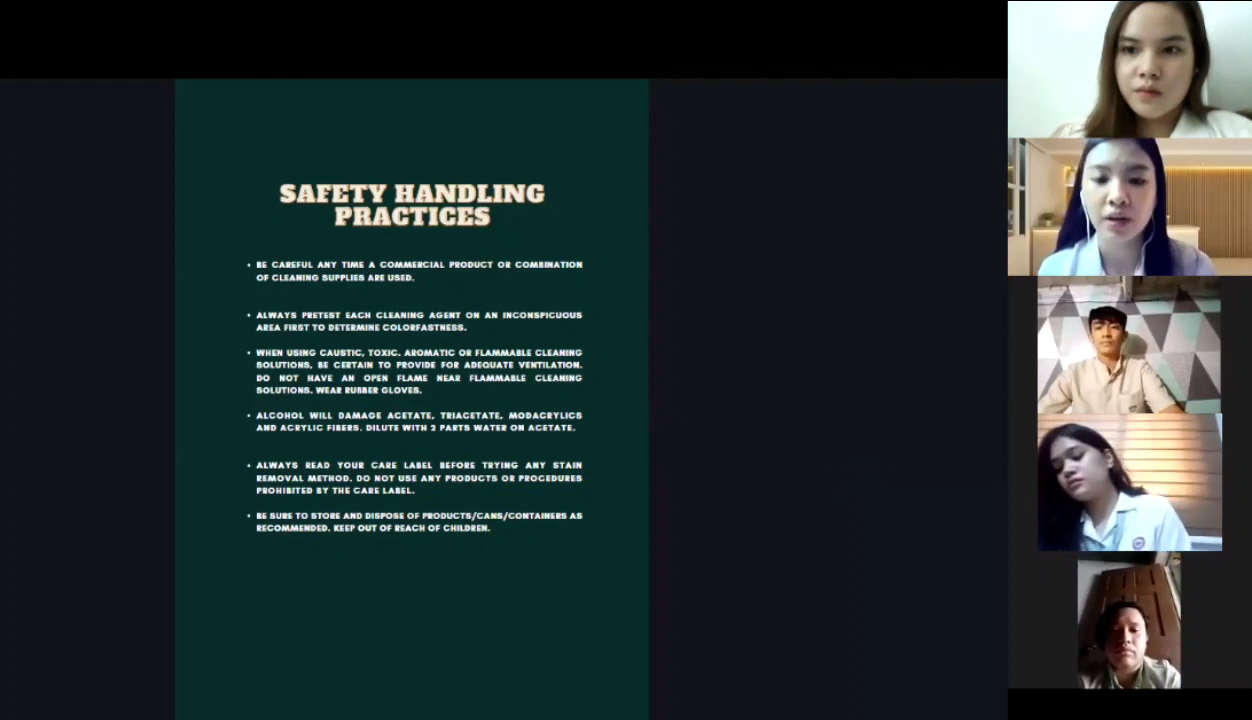 SAFETY HANDLING
PRACTICES
• BE CAREFUL ANY TIME A COMMERCIAL PRODUCT OR COMBINATION
OF CLEANING SUPPLIES ARE USED.
• ALWAYS PRETEST EACH CLEANING AGENT ON AN INCONSPICUOUS
AREA FIRST TO DETERMINE COLORFASTNESS.
• WHEN USING CAUSTIC, TOXIC. AROMATIC OR FLAMMABLE CLEANING
SOLUTIONS, BE CERTAIN TO PROVIDE FOR ADEQUATE VENTILATION.
DO NOT HAVE AN OPEN FLAME NEAR FLAMMABLE CLEANING
SOLUTIONS. WEAR RUBBER GLOVES.
• ALCOHOL WILL DAMAGE ACETATE, TRIACETATE, MODACRYLICS
AND ACRYLIC FIBERS. DILUTE WITH 2 PARTS WATER ON ACETATE.
• ALWAYS READ YOUR CARE LABEL BEFORE TRYING ANY STAIN
REMOVAL METHOD. DO NOT USE ANY PRODUCTS OR PROCEDURES
PROHIBITED BY THE CARE LABEL.
• BE SURE TO STORE AND DISPOSE OF PRODUCTS/CANS/CONTAINERS AS
RECOMMENDED. KEEP OUT OF REACH OF CHILDREN.